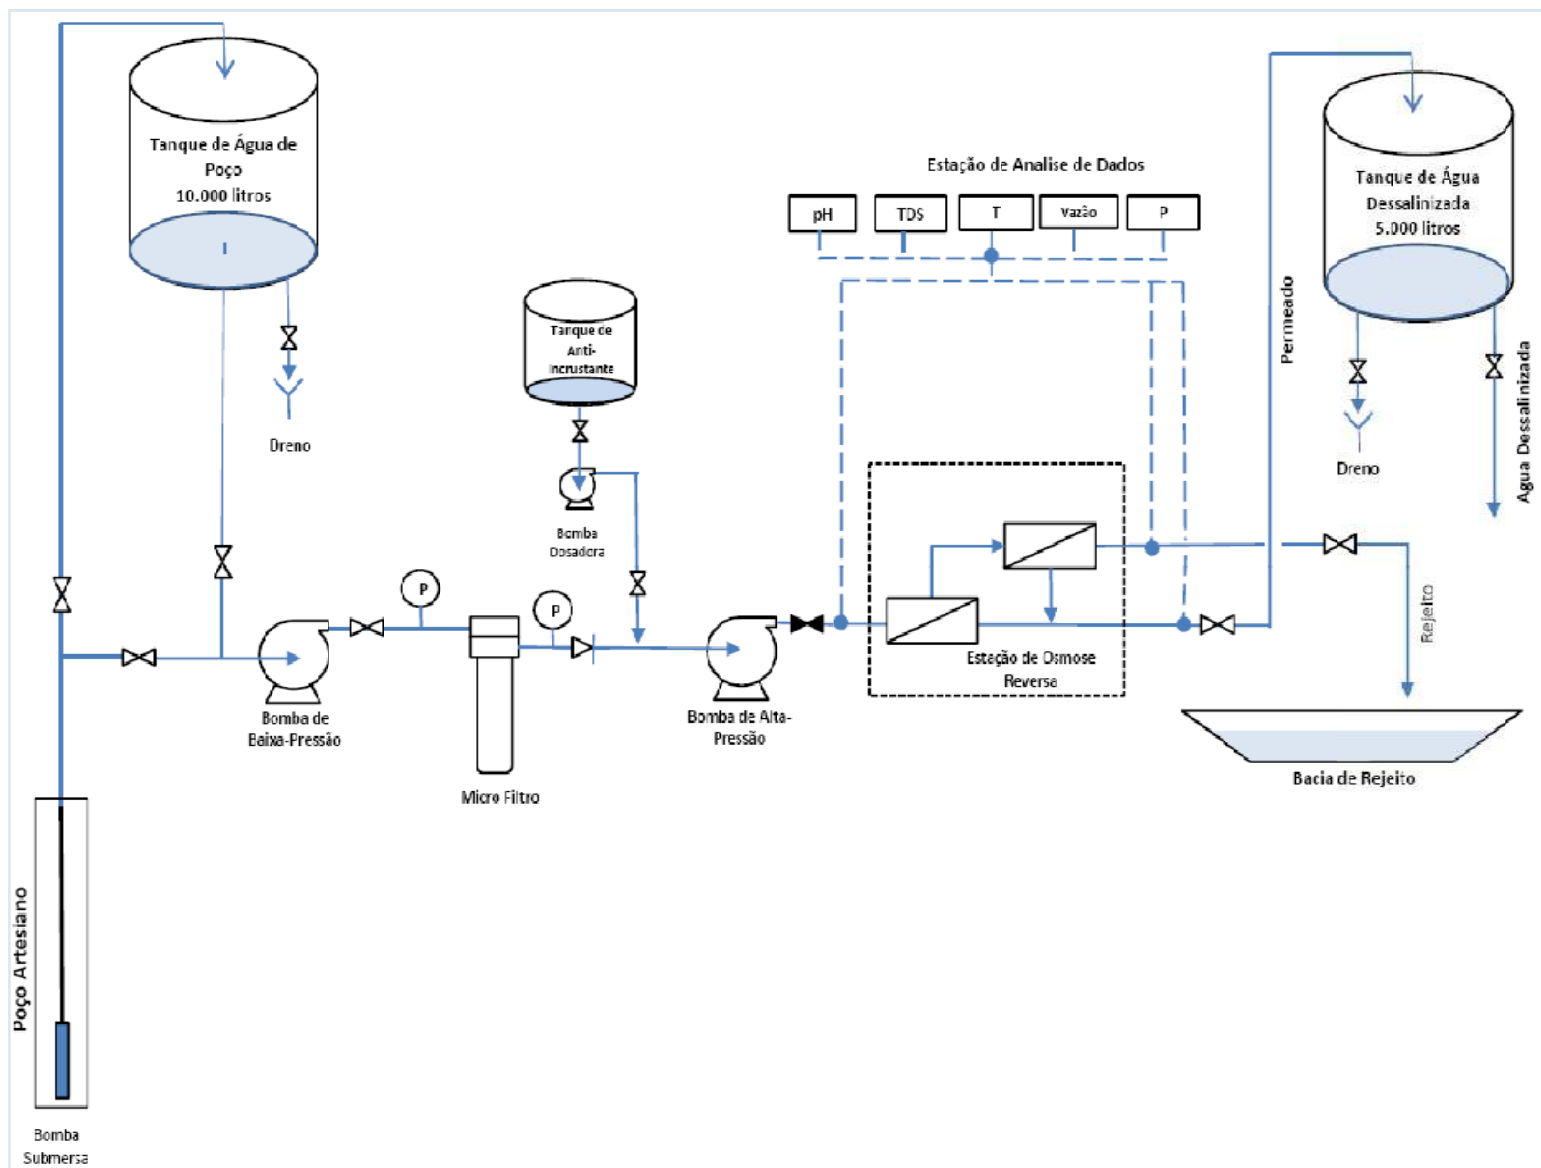 Tanque de Água de
Poço
10.000 litros
Dreno
Tanque de
Anti-
Incrustante
Bomba
Dosadora
Estação de Analise de Dados
pH
TDS
T
Vazão
P
Tanque de Água
Dessalinizada
5.000 litros
Permeado
Dreno
Agua Dessalinizada
P
P
Bomba de
Baixa-Pressão
Micro Filtro
Bomba de Alta-
Pressão
Estação de Osmose
Reversa
Rejeito
Bacia de Rejeito
Poço Artesiano
Bomba
Submersa